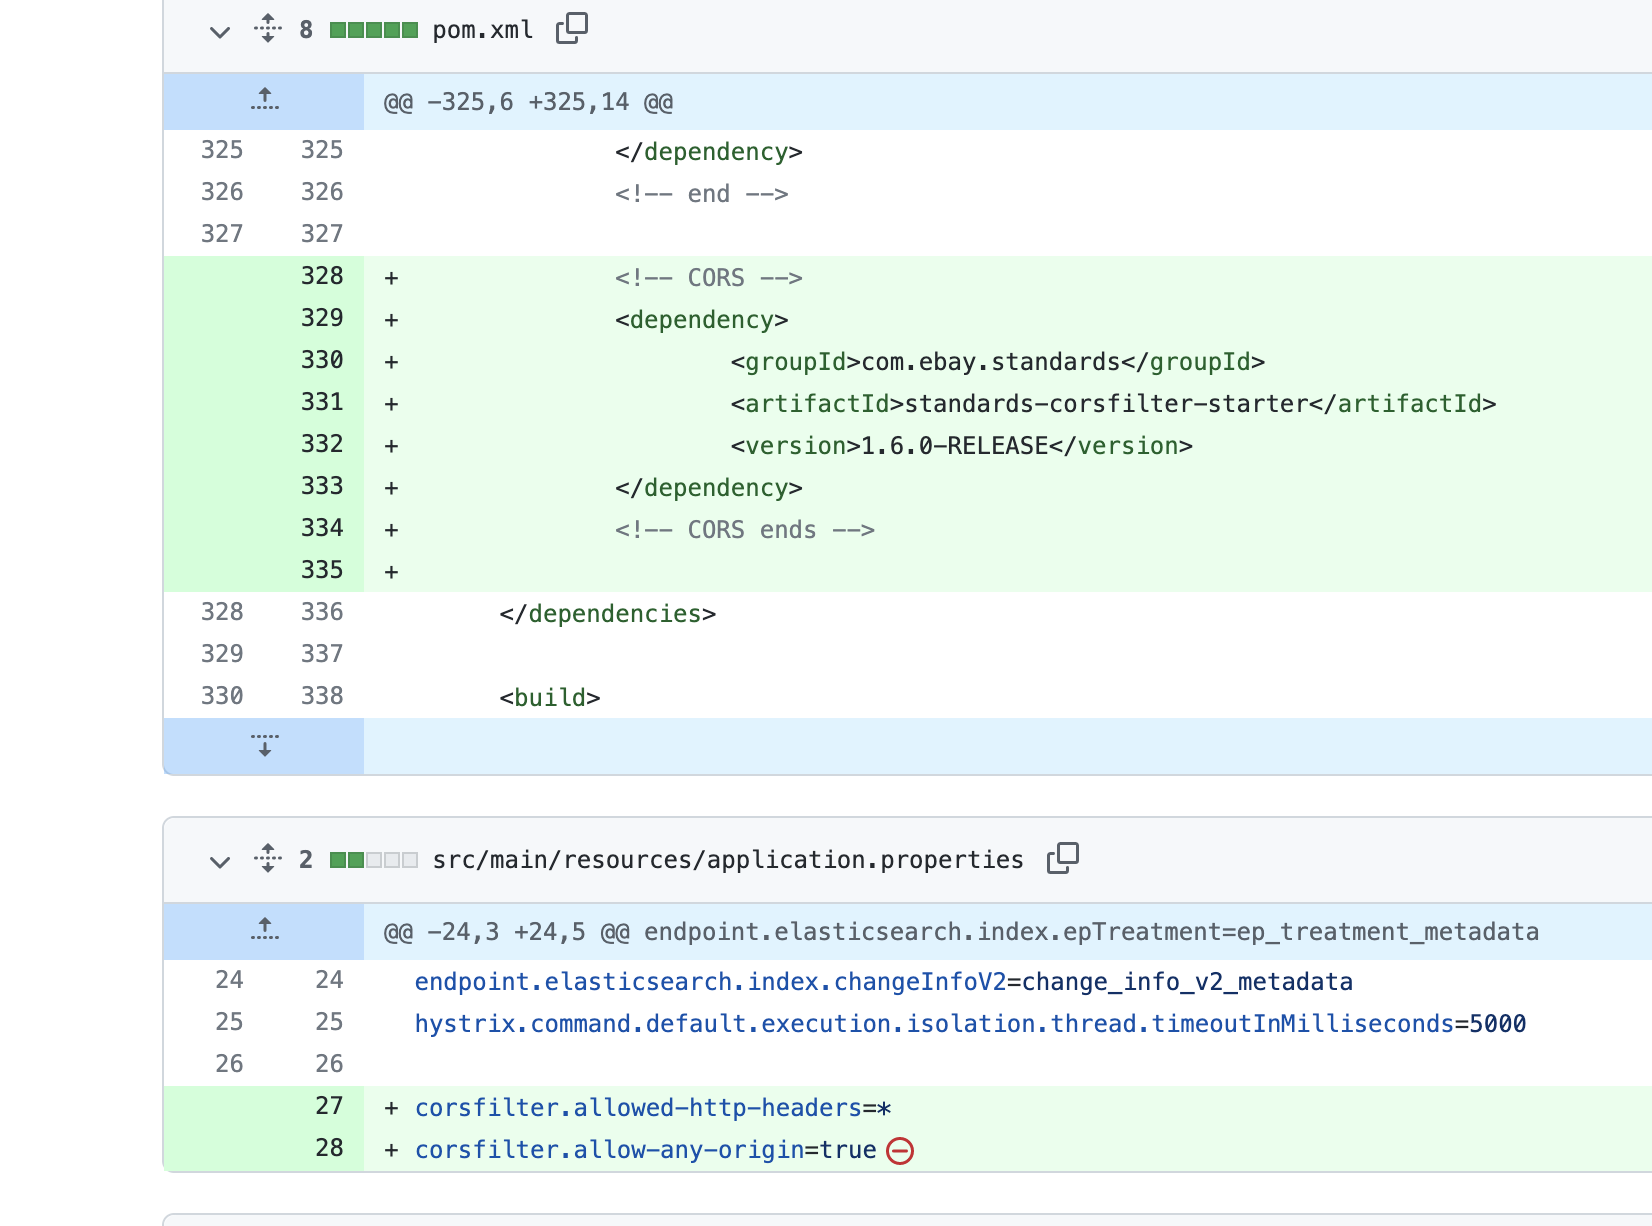 8 pom.xml
@@ -325,6 +325,14 @@
325 325 </dependency>
326 326 <!-- end -->
327 327
328 + <!-- CORS -->
329 + <dependency>
330 + <groupId>com.ebay.standards</groupId>
331 + <artifactId>standards-corsfilter-starter</artifactId>
332 + <version>1.6.0-RELEASE</version>
333 + </dependency>
334 + <!-- CORS ends -->
335 +
328 336 </dependencies>
329 337
330 338 <build>
2 src/main/resources/application.properties
@@ -24,3 +24,5 @@ endpoint.elasticsearch.index.epTreatment=ep_treatment_metadata
24 24 endpoint.elasticsearch.index.changeInfoV2=change_info_v2_metadata
25 25 hystrix.command.default.execution.isolation.thread.timeoutInMilliseconds=5000
26 26
27 + corsfilter.allowed-http-headers=*
28 + corsfilter.allow-any-origin=true